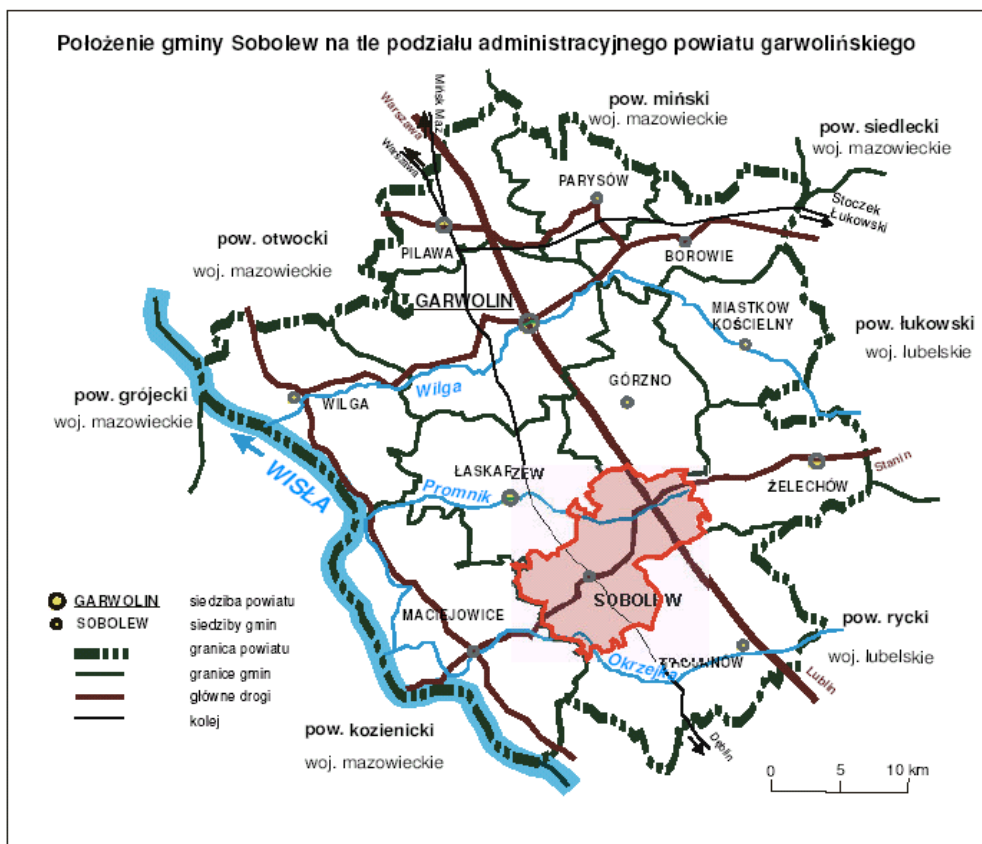 Położenie gminy Sobolew na tle podziału administracyjnego powiatu garwolińskiego
Mińsk Maz
Warszawa
Warszawa
pow. miński
woj. mazowieckie
pow. siedlecki
woj. mazowieckie
PARYSÓW
Stoczek
Łukowski
pow. otwocki
woj. mazowieckie
PILAWA
BOROWIE
GARWOLIN
MIASTKÓW
KOŚCIELNY
pow. łukowski
woj. lubelskie
pow. grójecki
woj. mazowieckie
WILGA
Wilga
GÓRZNO
WISŁA
ŁASKARZEW
Promnik
Stanin
ŻELECHÓW
MACIEJOWICE
SOBOLEW
Okrzejka
pow. rycki
woj. lubelskie
Lublin
Dęblin
pow. kozienicki
woj. mazowieckie
GARWOLIN siedziba powiatu
SOBOLEW siedziby gmin
granica powiatu
granice gmin
główne drogi
kolej
0 5 10 km